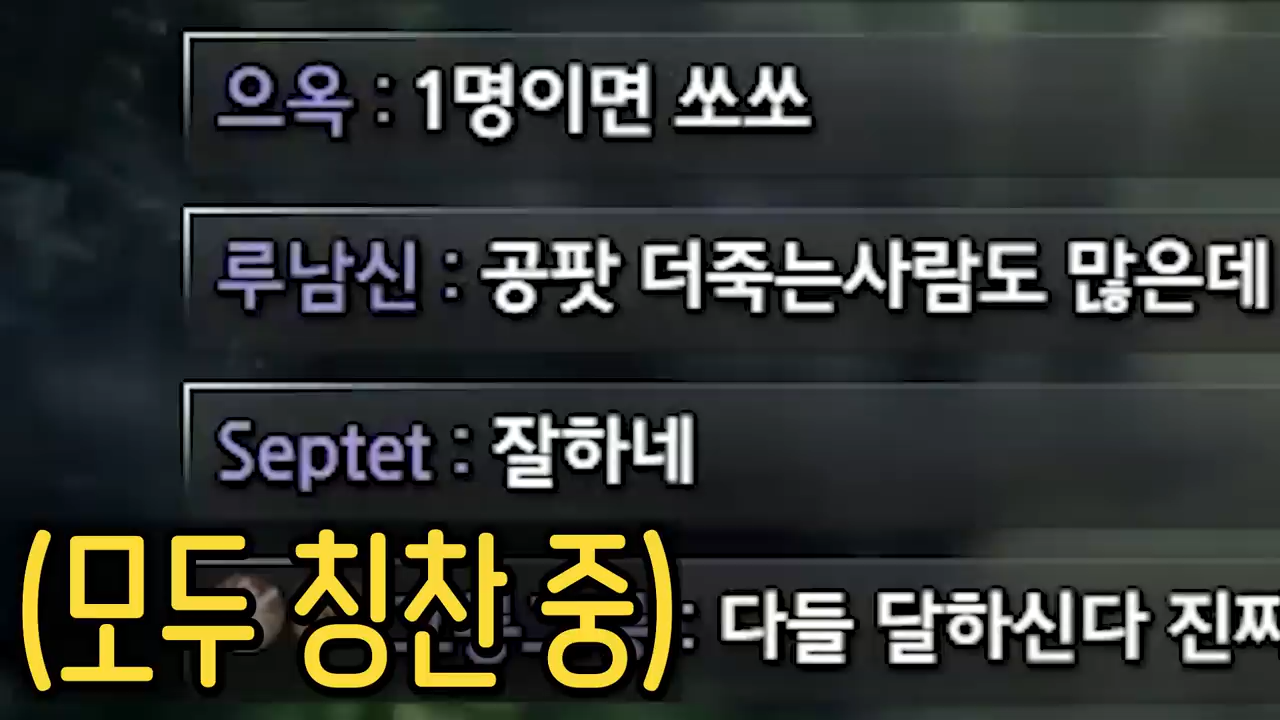 으옥 : 1명이면 쏘쏘
루남신 : 공팟 더죽는사람도 많은데
Septet : 잘하네
(모두 칭찬 중) : 다들 달하신다 진짜